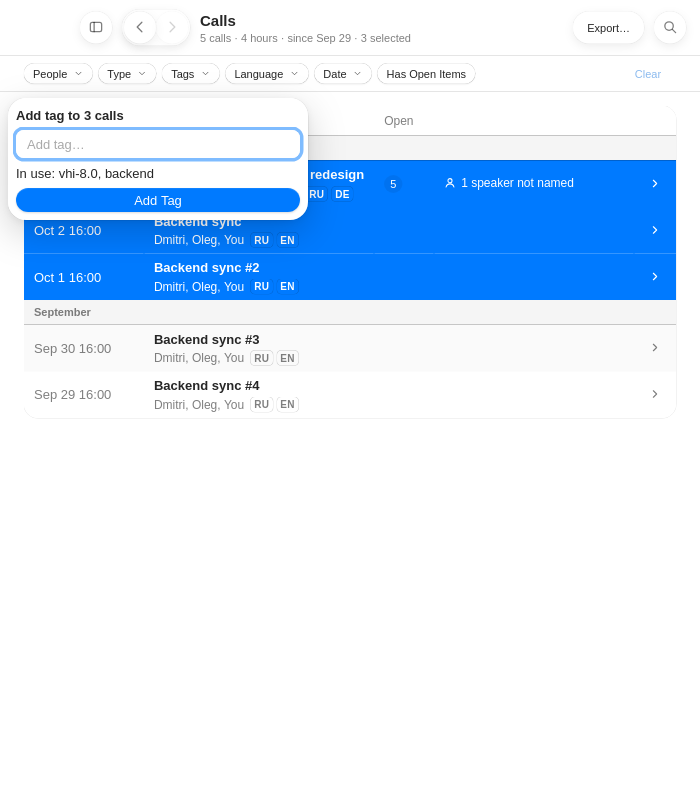 Calls
5 calls · 4 hours · since Sep 29 · 3 selected
Export…
People
Type
Tags
Language
Date
Has Open Items
Clear
Add tag to 3 calls
Add tag…
In use: vhi-8.0, backend
Add Tag
Open
redesign
RU DE
5
1 speaker not named
Oct 2 16:00
Backend sync
Dmitri, Oleg, You RU EN
Oct 1 16:00
Backend sync #2
Dmitri, Oleg, You RU EN
September
Sep 30 16:00
Backend sync #3
Dmitri, Oleg, You RU EN
Sep 29 16:00
Backend sync #4
Dmitri, Oleg, You RU EN